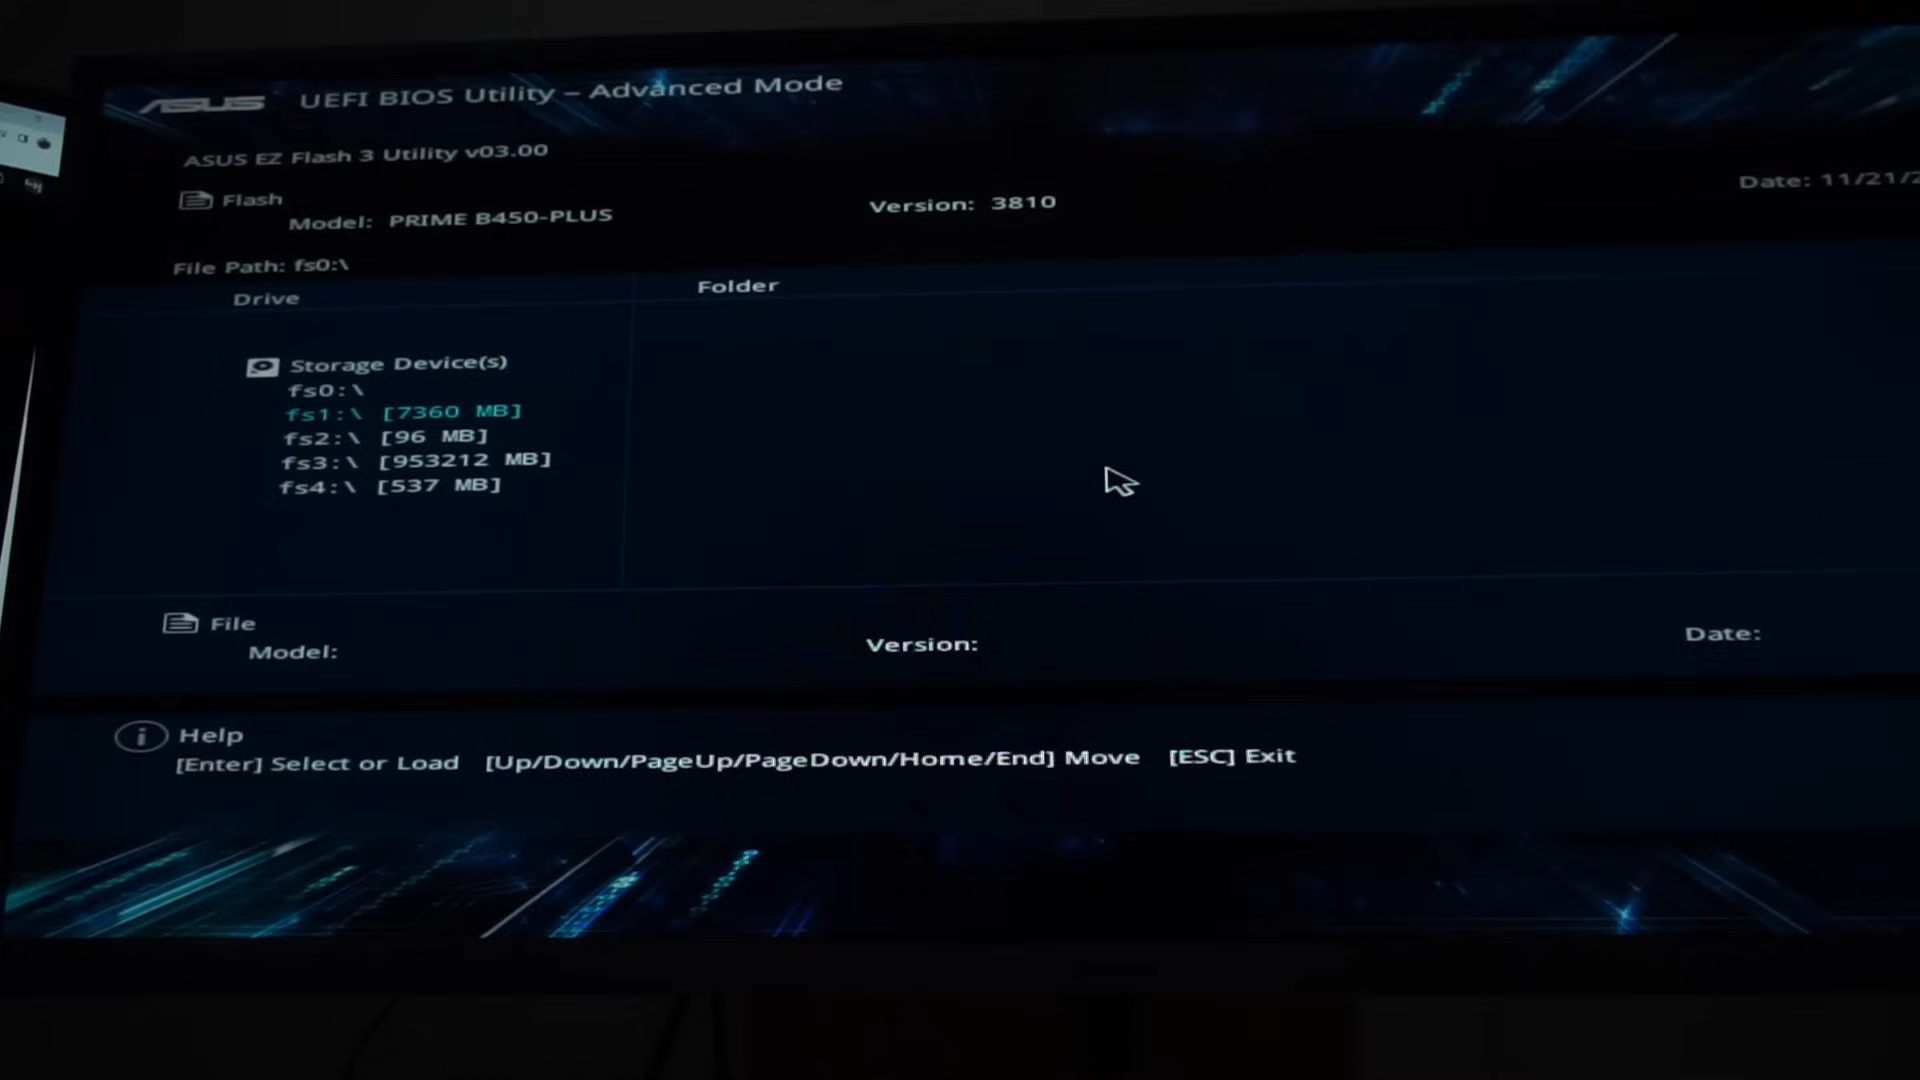 ASUS UEFI BIOS Utility – Advanced Mode
ASUS EZ Flash 3 Utility v03.00
Flash
Model: PRIME B450-PLUS Version: 3810 Date: 11/21/2
File Path: fs0:\
Drive Folder
Storage Device(s)
fs0:\
fs1:\ [7360 MB]
fs2:\ [96 MB]
fs3:\ [953212 MB]
fs4:\ [537 MB]
File
Model: Version: Date:
Help
[Enter] Select or Load [Up/Down/PageUp/PageDown/Home/End] Move [ESC] Exit